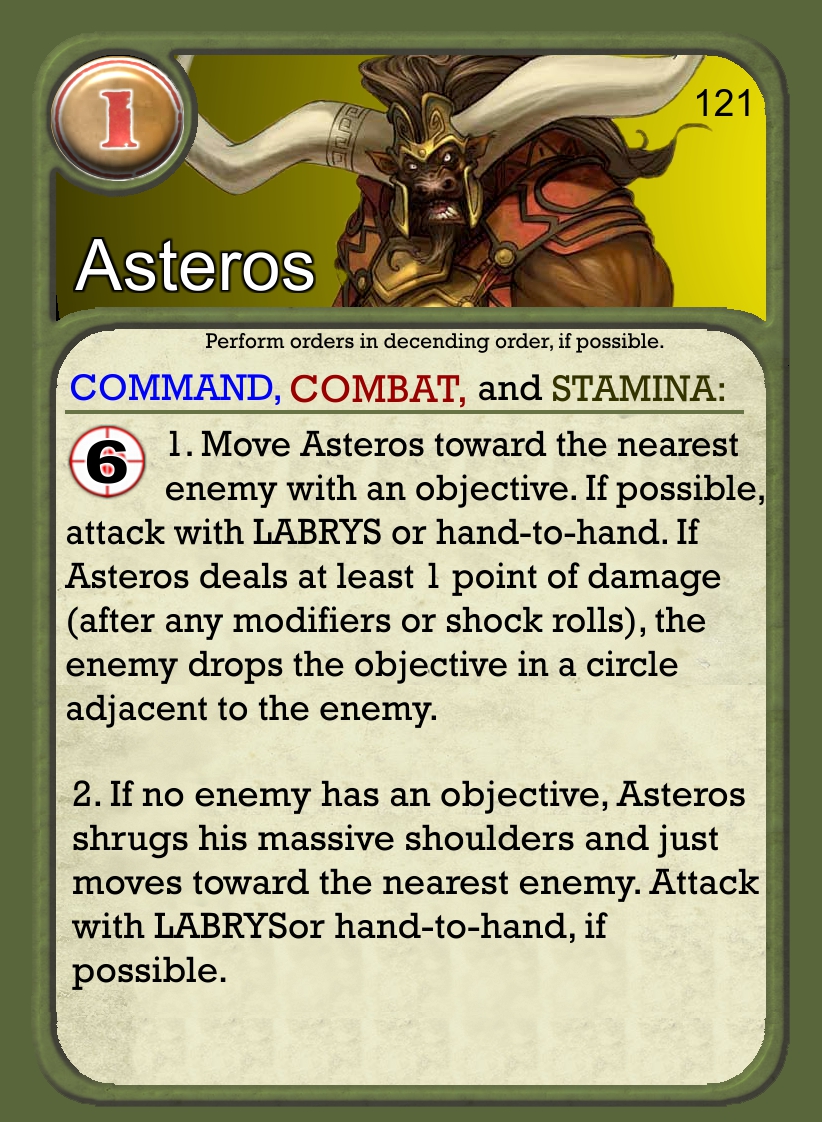 1
121
Asteros
Perform orders in decending order, if possible.
COMMAND, COMBAT, and STAMINA:
6
1. Move Asteros toward the nearest
enemy with an objective. If possible,
attack with LABRYS or hand-to-hand. If
Asteros deals at least 1 point of damage
(after any modifiers or shock rolls), the
enemy drops the objective in a circle
adjacent to the enemy.
2. If no enemy has an objective, Asteros
shrugs his massive shoulders and just
moves toward the nearest enemy. Attack
with LABRYSor hand-to-hand, if
possible.